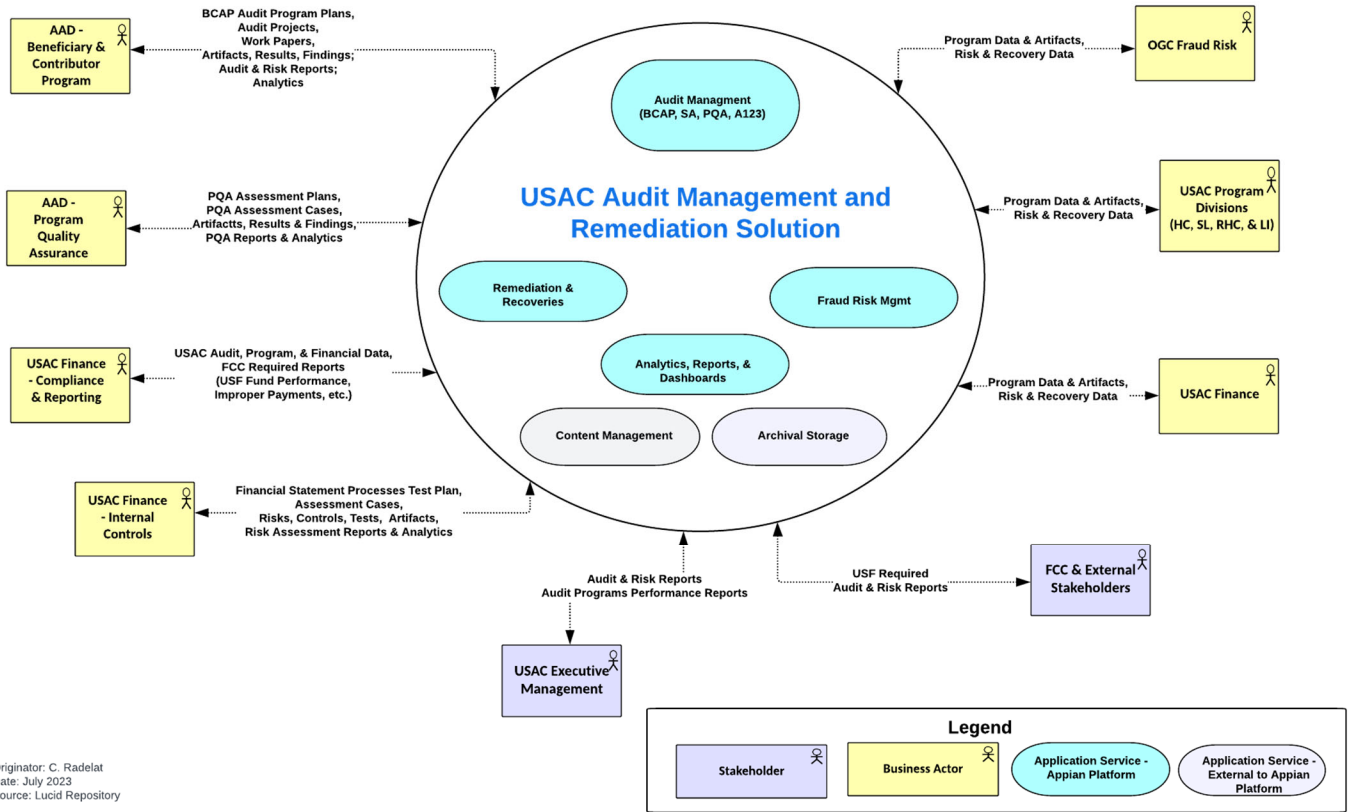 AAD -
Beneficiary &
Contributor
Program
BCAP Audit Program Plans,
Audit Projects,
Work Papers,
Artifacts, Results, Findings;
Audit & Risk Reports;
Analytics
Program Data & Artifacts,
Risk & Recovery Data
OGC Fraud Risk
Audit Managment
(BCAP, SA, PQA, A123)
USAC Audit Management and
Remediation Solution
AAD -
Program
Quality
Assurance
PQA Assessment Plans,
PQA Assessment Cases,
Artifactts, Results & Findings,
PQA Reports & Analytics
Program Data & Artifacts,
Risk & Recovery Data
USAC Program
Divisions
(HC, SL, RHC, & LI)
Remediation &
Recoveries
Fraud Risk Mgmt
Analytics, Reports, &
Dashboards
Content Management
Archival Storage
USAC Finance
- Compliance
& Reporting
USAC Audit, Program, & Financial Data,
FCC Required Reports
(USF Fund Performance,
Improper Payments, etc.)
Program Data & Artifacts,
Risk & Recovery Data
USAC Finance
USAC Finance
- Internal
Controls
Financial Statement Processes Test Plan,
Assessment Cases,
Risks, Controls, Tests, Artifacts,
Risk Assessment Reports & Analytics
Audit & Risk Reports
Audit Programs Performance Reports
USF Required
Audit & Risk Reports
FCC & External
Stakeholders
USAC Executive
Management
Legend
Stakeholder
Business Actor
Application Service -
Appian Platform
Application Service -
External to Appian
Platform
riginator: C. Radelat
ate: July 2023
ource: Lucid Repository